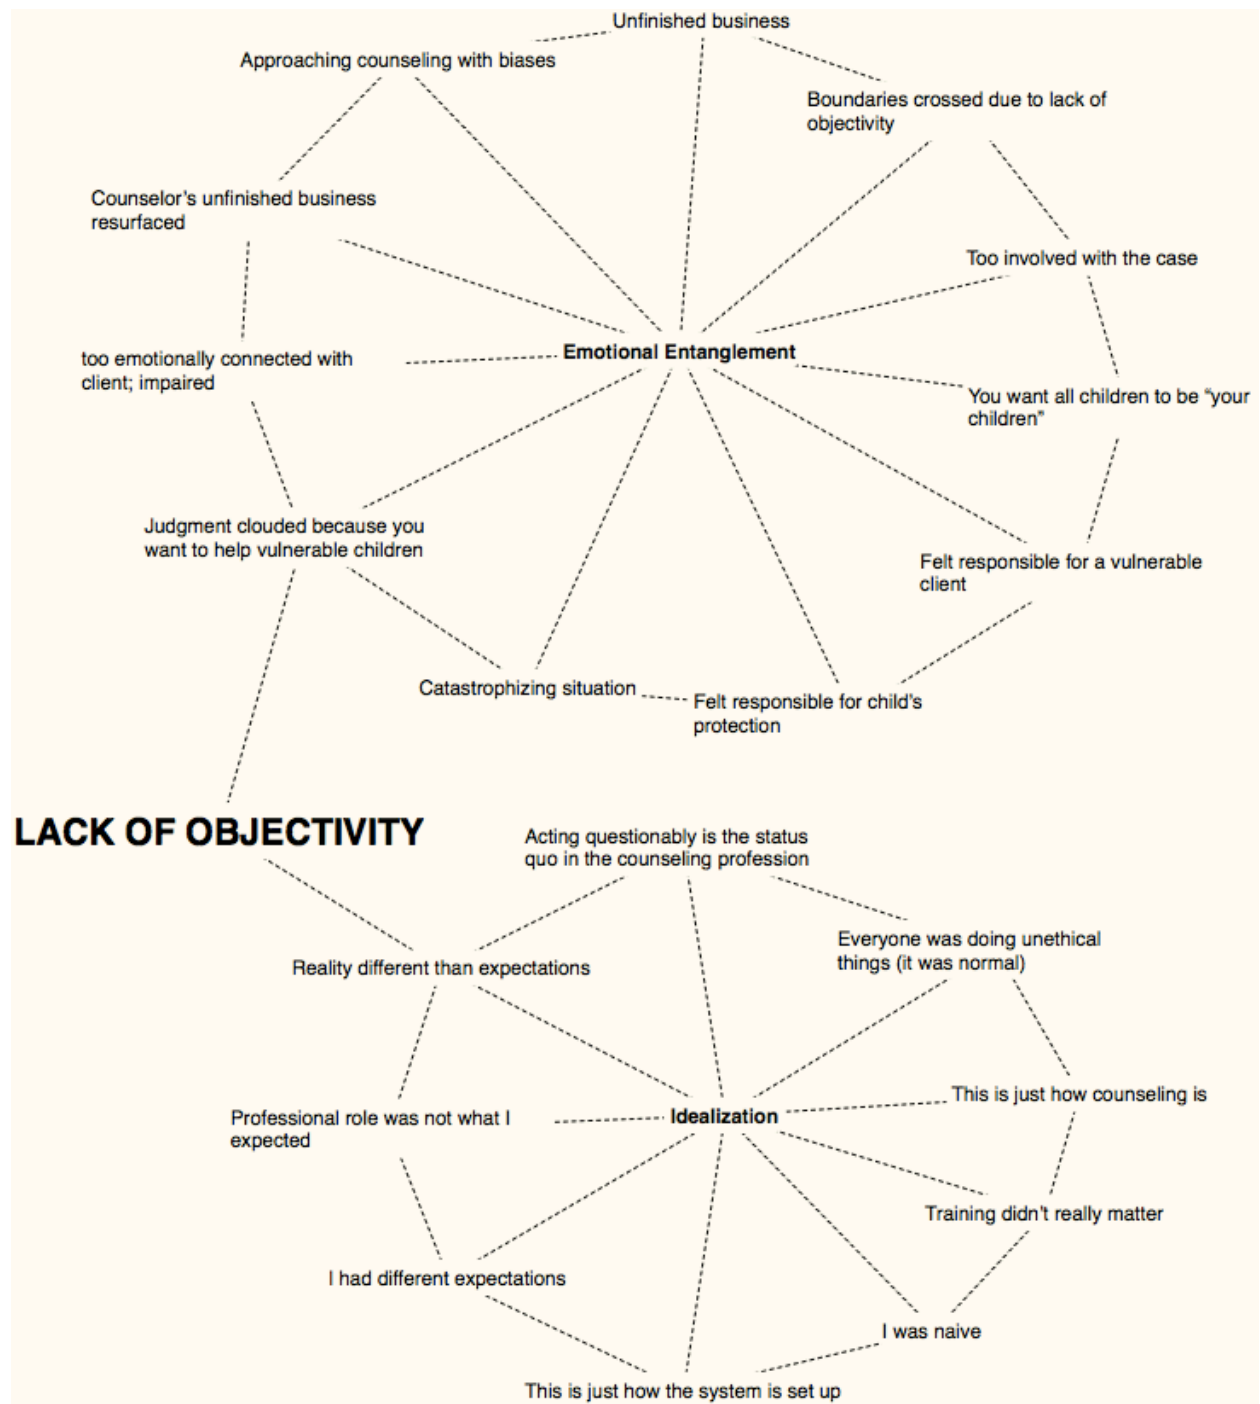 Unfinished business
Approaching counseling with biases
Boundaries crossed due to lack of
objectivity
Counselor’s unfinished business
resurfaced
Too involved with the case
Emotional Entanglement
too emotionally connected with
client; impaired
You want all children to be “your
children”
Judgment clouded because you
want to help vulnerable children
Felt responsible for a vulnerable
client
Catastrophizing situation
Felt responsible for child’s
protection
LACK OF OBJECTIVITY
Acting questionably is the status
quo in the counseling profession
Everyone was doing unethical
things (it was normal)
Reality different than expectations
This is just how counseling is
Professional role was not what I
expected
Idealization
Training didn’t really matter
I had different expectations
I was naive
This is just how the system is set up